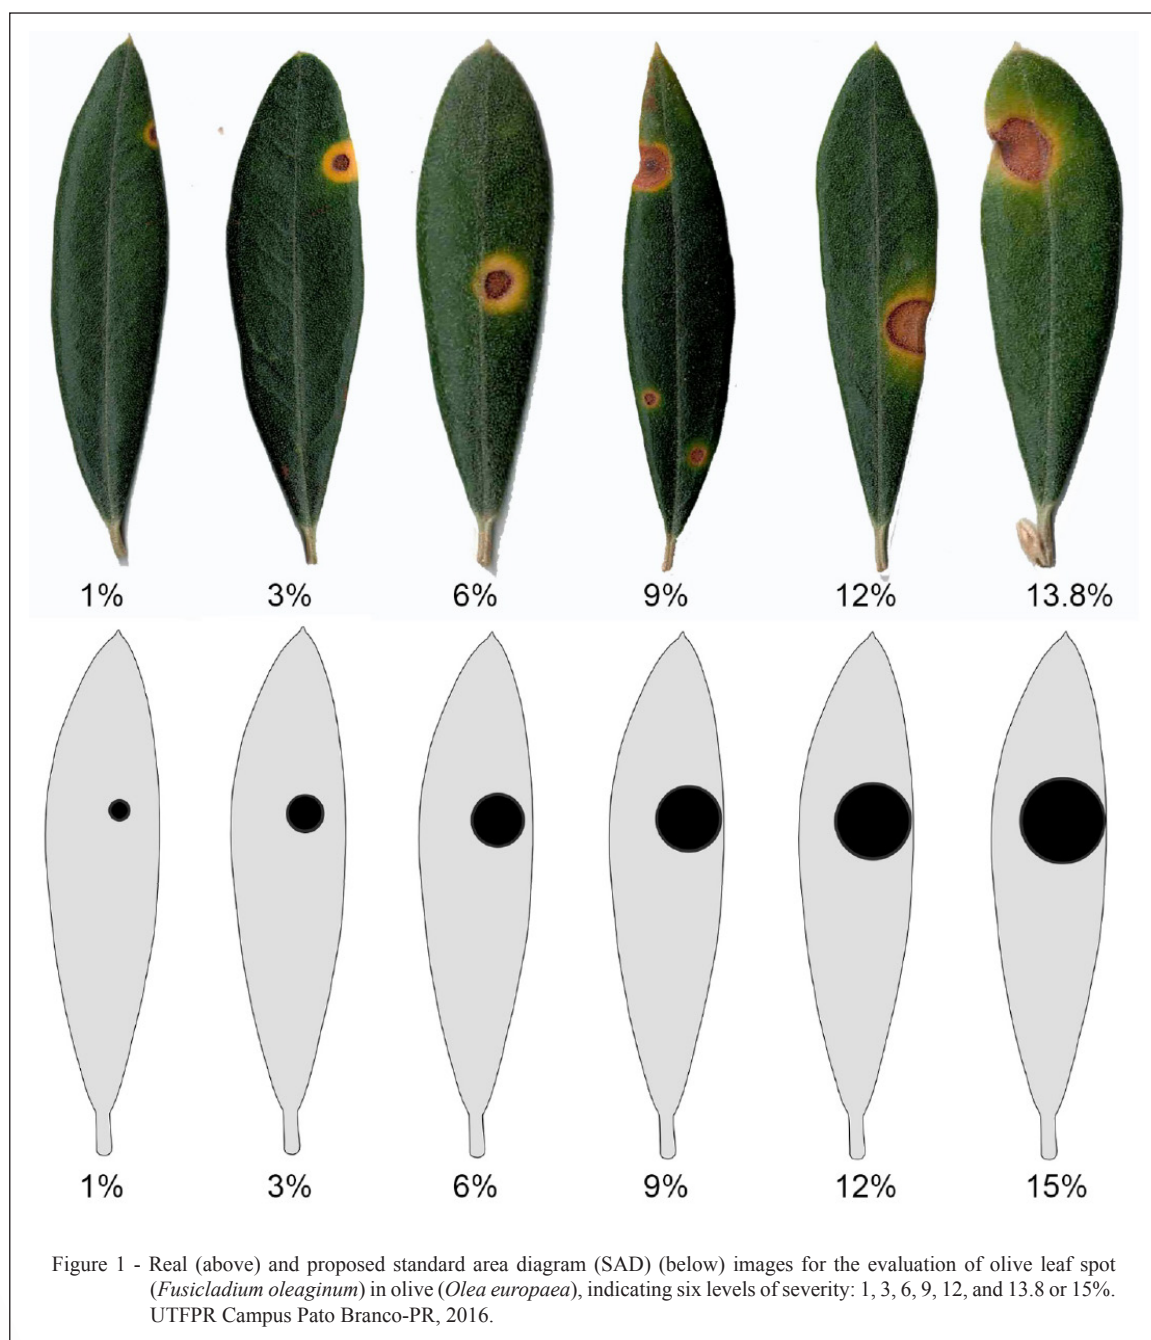 1% 3% 6% 9% 12% 13.8%
1% 3% 6% 9% 12% 15%
Figure 1 - Real (above) and proposed standard area diagram (SAD) (below) images for the evaluation of olive leaf spot
(Fusicladium oleaginum) in olive (Olea europaea), indicating six levels of severity: 1, 3, 6, 9, 12, and 13.8 or 15%.
UTFPR Campus Pato Branco-PR, 2016.